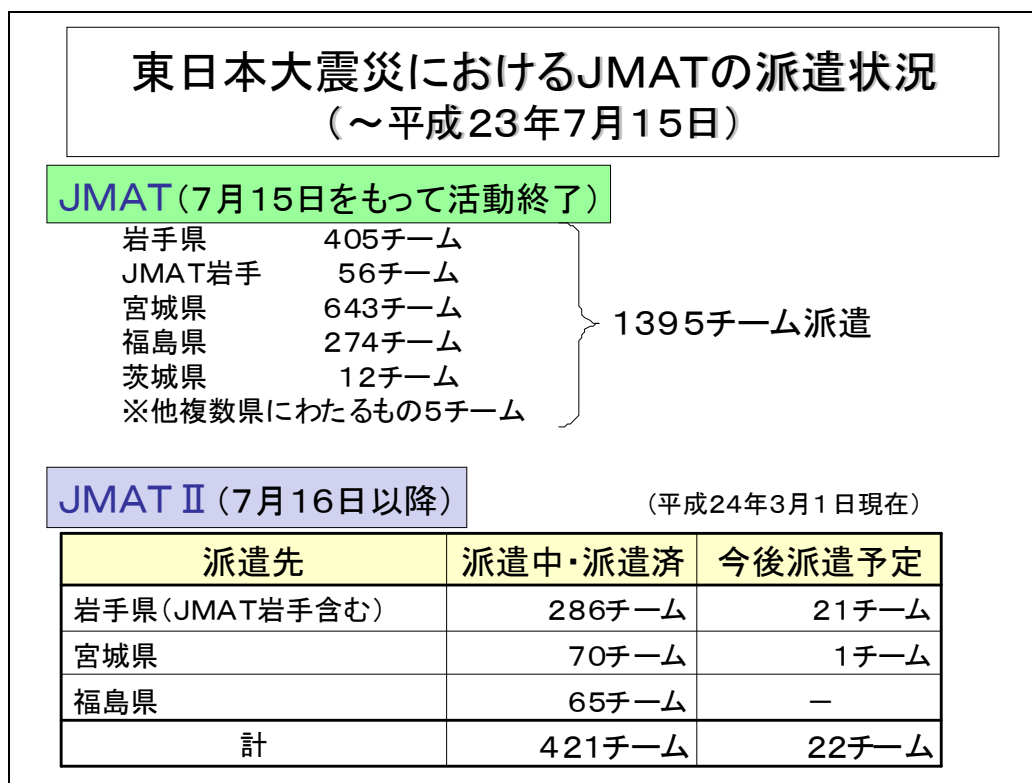 東日本大震災におけるJMATの派遣状況
(～平成23年7月15日)
JMAT(7月15日をもって活動終了)
岩手県 405チーム
JMAT岩手 56チーム
宮城県 643チーム
福島県 274チーム
茨城県 12チーム
※他複数県にわたるもの5チーム
1395チーム派遣
JMATⅡ(7月16日以降)
(平成24年3月1日現在)
派遣先 派遣中・派遣済 今後派遣予定
岩手県(JMAT岩手含む) 286チーム 21チーム
宮城県 70チーム 1チーム
福島県 65チーム －
計 421チーム 22チーム